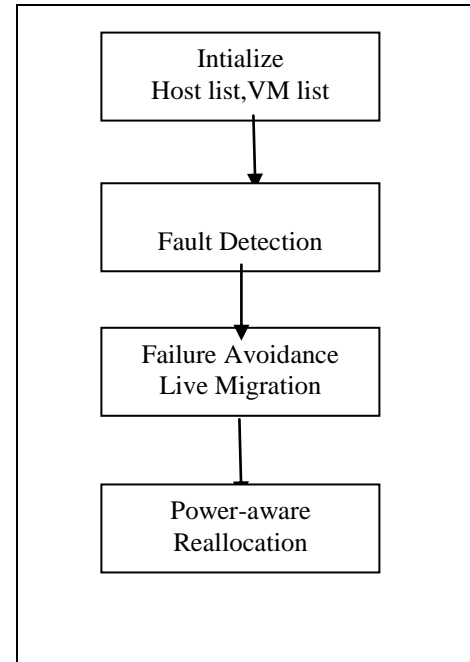 Intialize
Host list,VM list
Fault Detection
Failure Avoidance
Live Migration
Power-aware
Reallocation